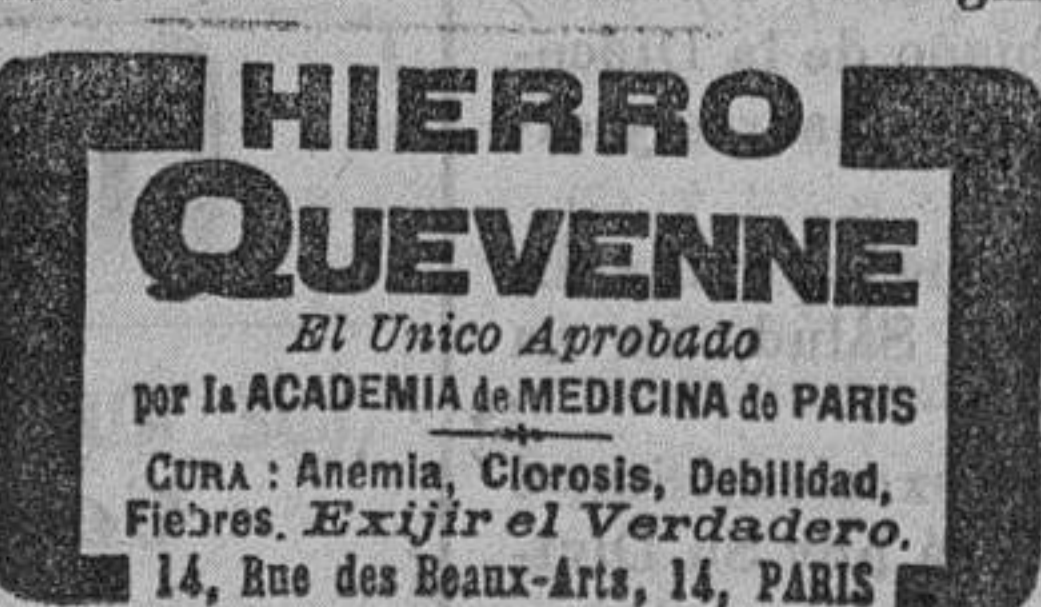 HIERRO
QUEVENNE
El Unico Aprobado
por la ACADEMIA de MEDICINA de PARIS
CURA : Anemia, Clorosis, Debilidad,
Fiebres. Exijir el Verdadero.
14, Rue des Beaux-Arts, 14, PARIS